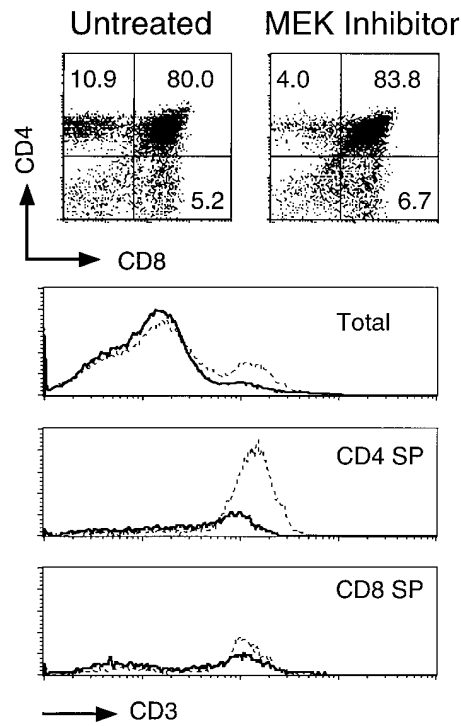 Untreated MEK Inhibitor
10.9 80.0 4.0 83.8
CD4
5.2 6.7
CD8
Total
CD4 SP
CD8 SP
CD3